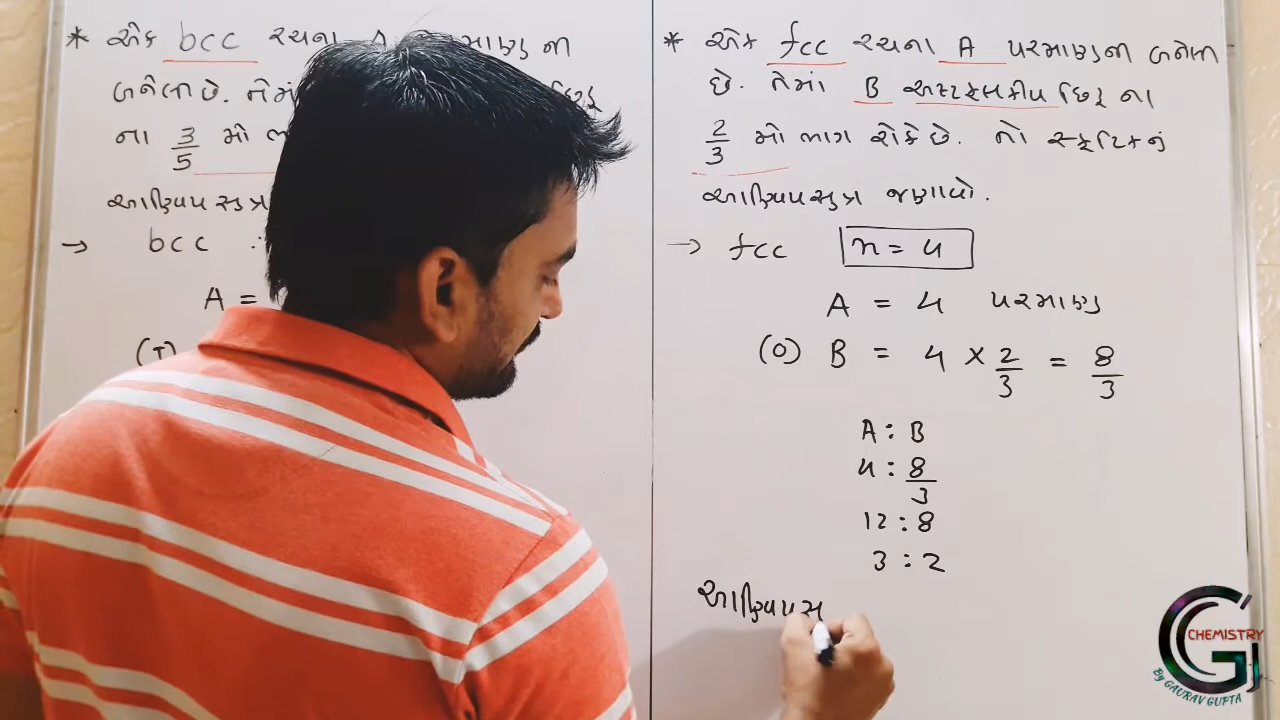 * એક bcc રચના A
બનેલા છે. તેમાં
ના 3/5 મો
આણ્વિય સુત્ર
→ bcc
A =
(T)
* એક fcc રચના A પરમાણુના બનેલા
છે. તેમાં B અષ્ટફલકીય છિદ્ર ના
2/3 મો ભાગ રોકે છે. તો સ્ફટિકનું
આણ્વિયસુત્ર જણાવો.
→ fcc n = 4
A = 4 પરમાણુ
(O) B = 4 × 2/3 = 8/3
A : B
4 : 8/3
12 : 8
3 : 2
CHEMISTRY
GJ
By GAURAV GUPTA